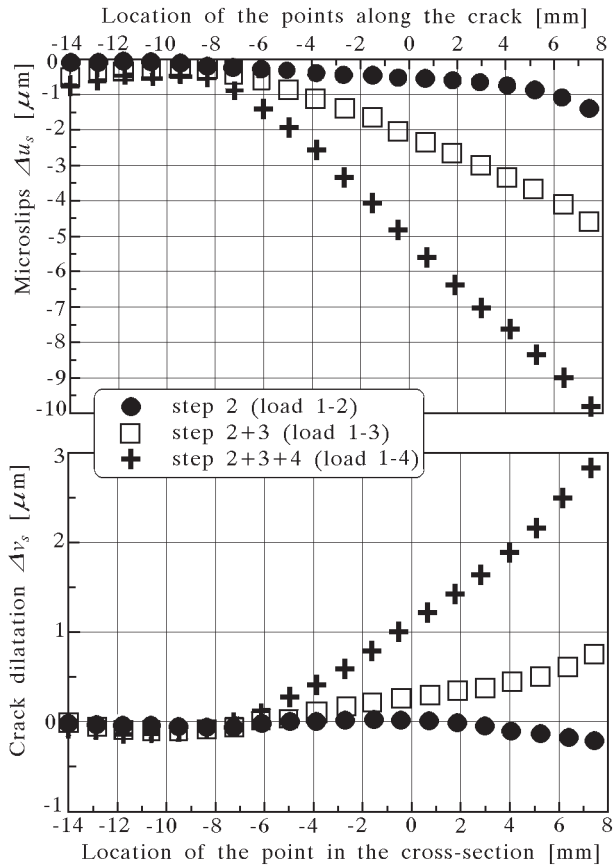 Location of the points along the crack [mm]
-14 -12 -10 -8 -6 -4 -2 0 2 4 6 8
Microslips Δu_s [μm]
0
-1
-2
-3
-4
-5
-6
-7
-8
-9
-10
step 2 (load 1-2)
step 2+3 (load 1-3)
step 2+3+4 (load 1-4)
Crack dilatation Δv_s [μm]
3
2
1
0
-1
-14 -12 -10 -8 -6 -4 -2 0 2 4 6 8
Location of the point in the cross-section [mm]